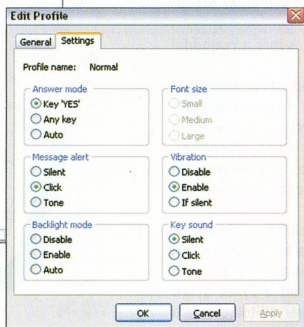 Edit Profile
General Settings
Profile name: Normal
Answer mode
Key 'YES'
Any key
Auto
Font size
Small
Medium
Large
Message alert
Silent
Click
Tone
Vibration
Disable
Enable
If silent
Backlight mode
Disable
Enable
Auto
Key sound
Silent
Click
Tone
OK Cancel Apply